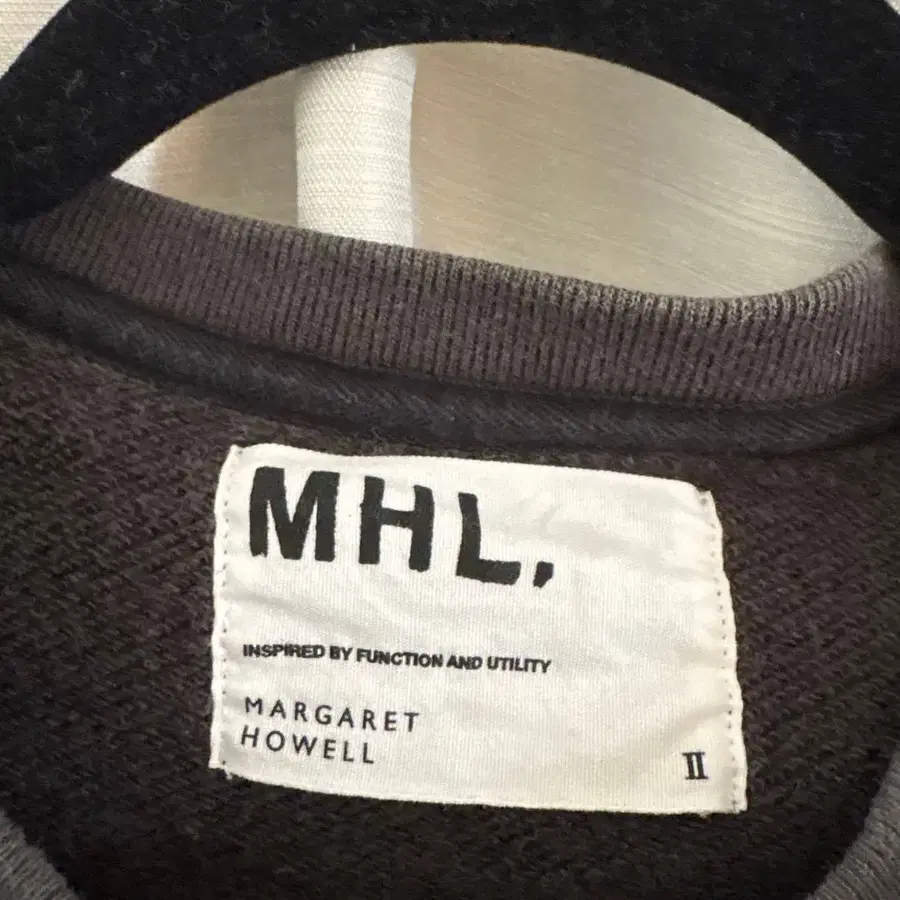 MHL.
INSPIRED BY FUNCTION AND UTILITY
MARGARET
HOWELL
II